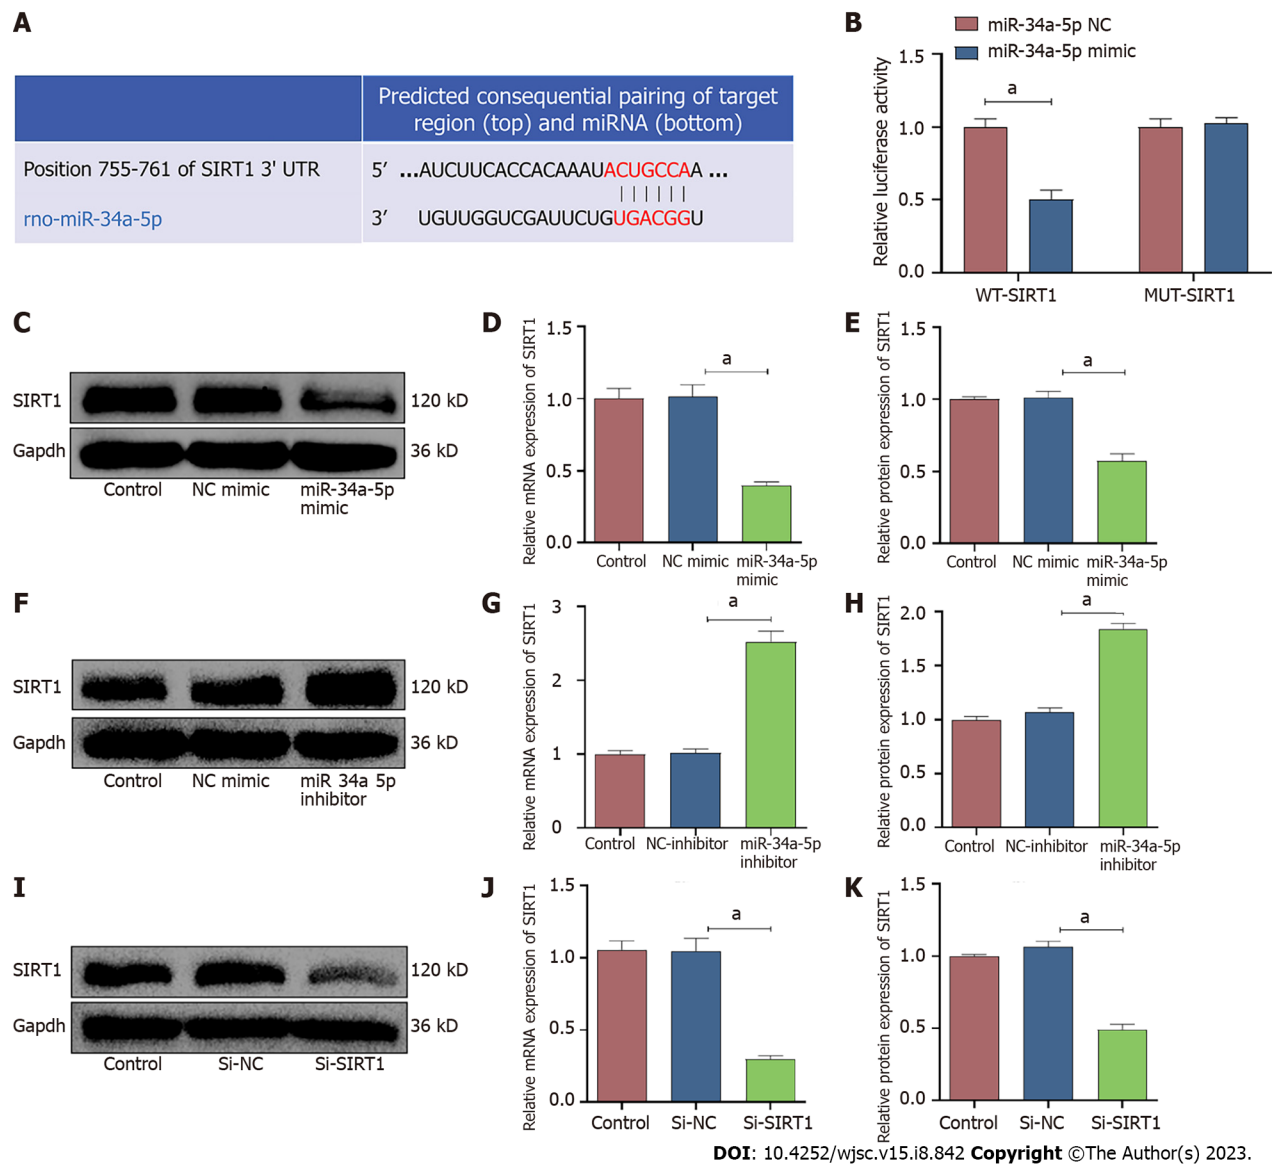 A
Predicted consequential pairing of target
region (top) and miRNA (bottom)
Position 755-761 of SIRT1 3' UTR
5′ ...AUCUUCACCACAAAUACUGCCAA ...
rno-miR-34a-5p
3′ UGUUGGUCGAUUCUGUGACGGU
B
miR-34a-5p NC
miR-34a-5p mimic
Relative luciferase activity
1.5
1.0
0.5
0.0
a
WT-SIRT1
MUT-SIRT1
C
SIRT1
120 kD
Gapdh
36 kD
Control
NC mimic
miR-34a-5p
mimic
D
Relative mRNA expression of SIRT1
1.5
1.0
0.5
0.0
a
Control
NC mimic
miR-34a-5p
mimic
E
Relative protein expression of SIRT1
1.5
1.0
0.5
0.0
a
Control
NC mimic
miR-34a-5p
mimic
F
SIRT1
120 kD
Gapdh
36 kD
Control
NC mimic
miR 34a 5p
inhibitor
G
Relative mRNA expression of SIRT1
3
2
1
0
a
Control
NC-inhibitor
miR-34a-5p
inhibitor
H
Relative protein expression of SIRT1
2.0
1.5
1.0
0.5
0.0
a
Control
NC-inhibitor
miR-34a-5p
inhibitor
I
SIRT1
120 kD
Gapdh
36 kD
Control
Si-NC
Si-SIRT1
J
Relative mRNA expression of SIRT1
1.5
1.0
0.5
0.0
a
Control
Si-NC
Si-SIRT1
K
Relative protein expression of SIRT1
1.5
1.0
0.5
0.0
a
Control
Si-NC
Si-SIRT1
DOI: 10.4252/wjsc.v15.i8.842 Copyright ©The Author(s) 2023.